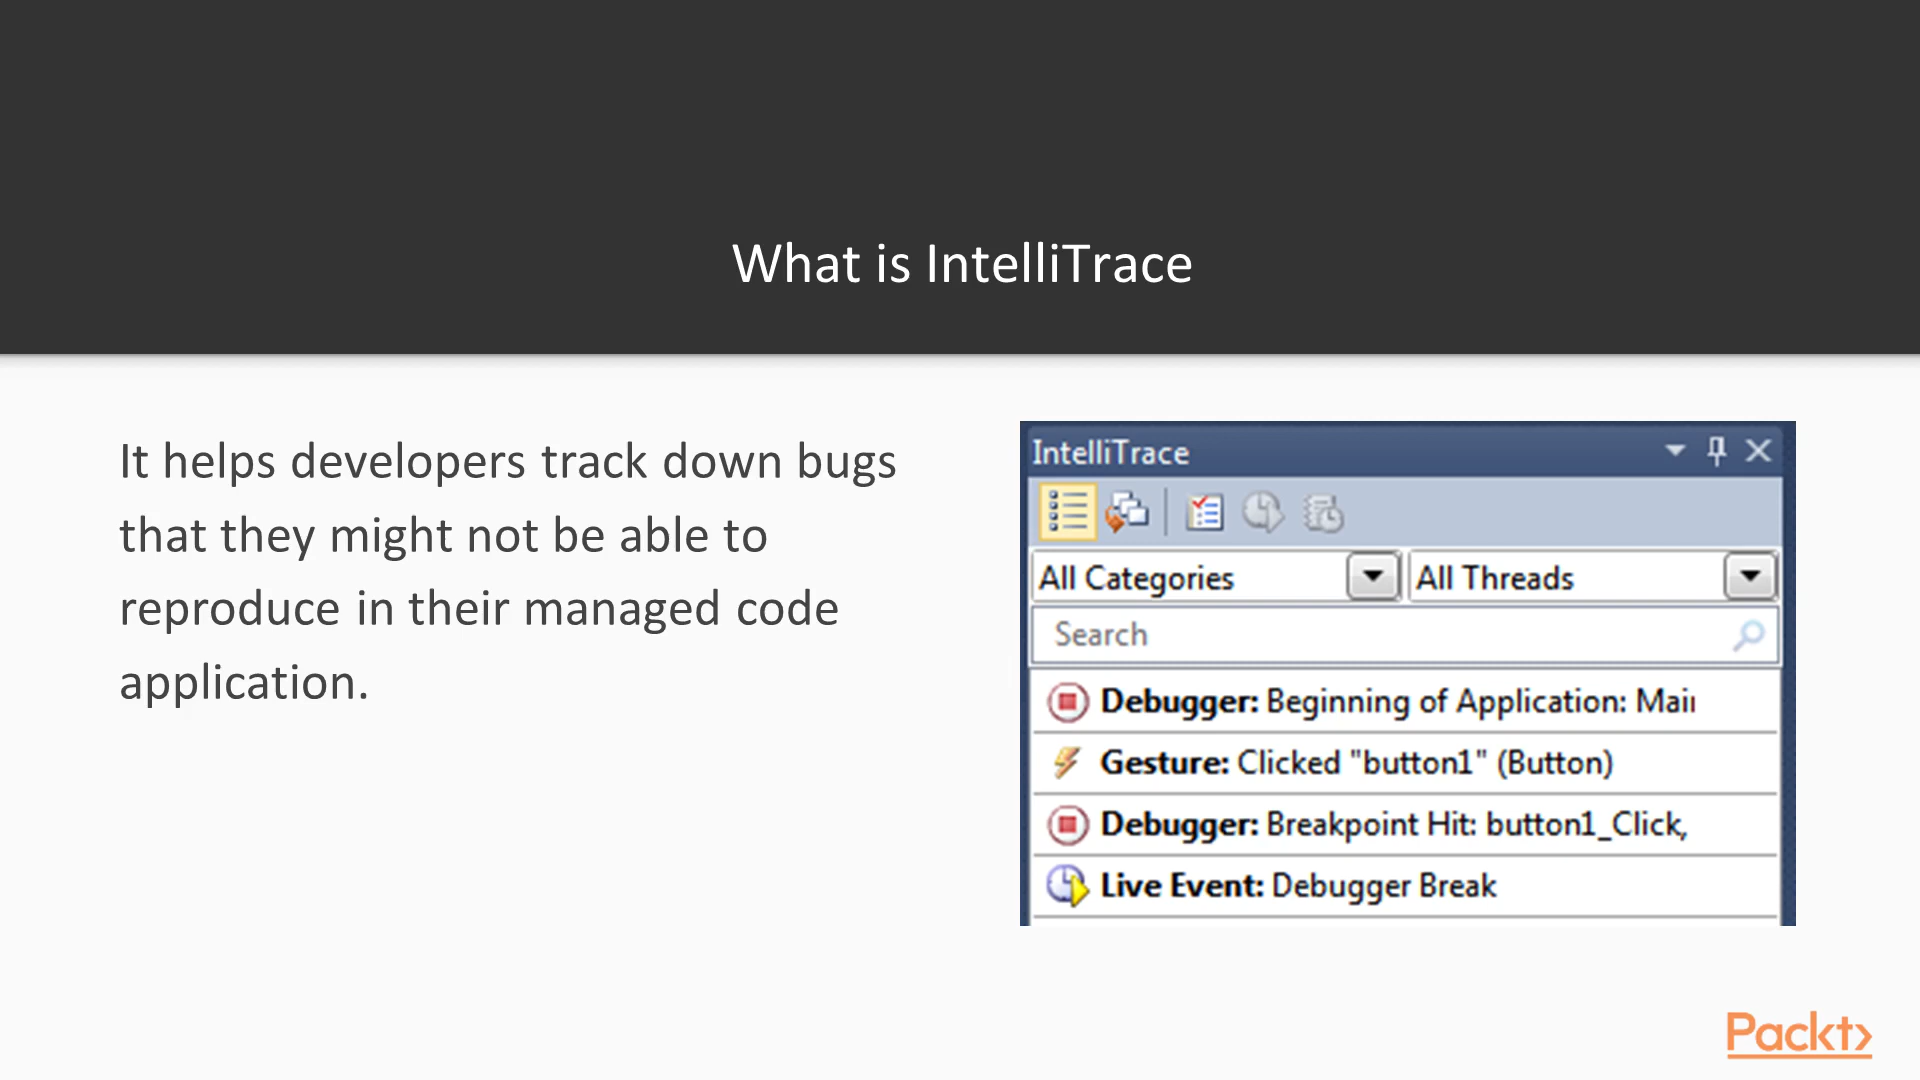 What is IntelliTrace
It helps developers track down bugs
that they might not be able to
reproduce in their managed code
application.
IntelliTrace
All Categories
All Threads
Search
Debugger: Beginning of Application: Mai
Gesture: Clicked "button1" (Button)
Debugger: Breakpoint Hit: button1_Click,
Live Event: Debugger Break
Packt